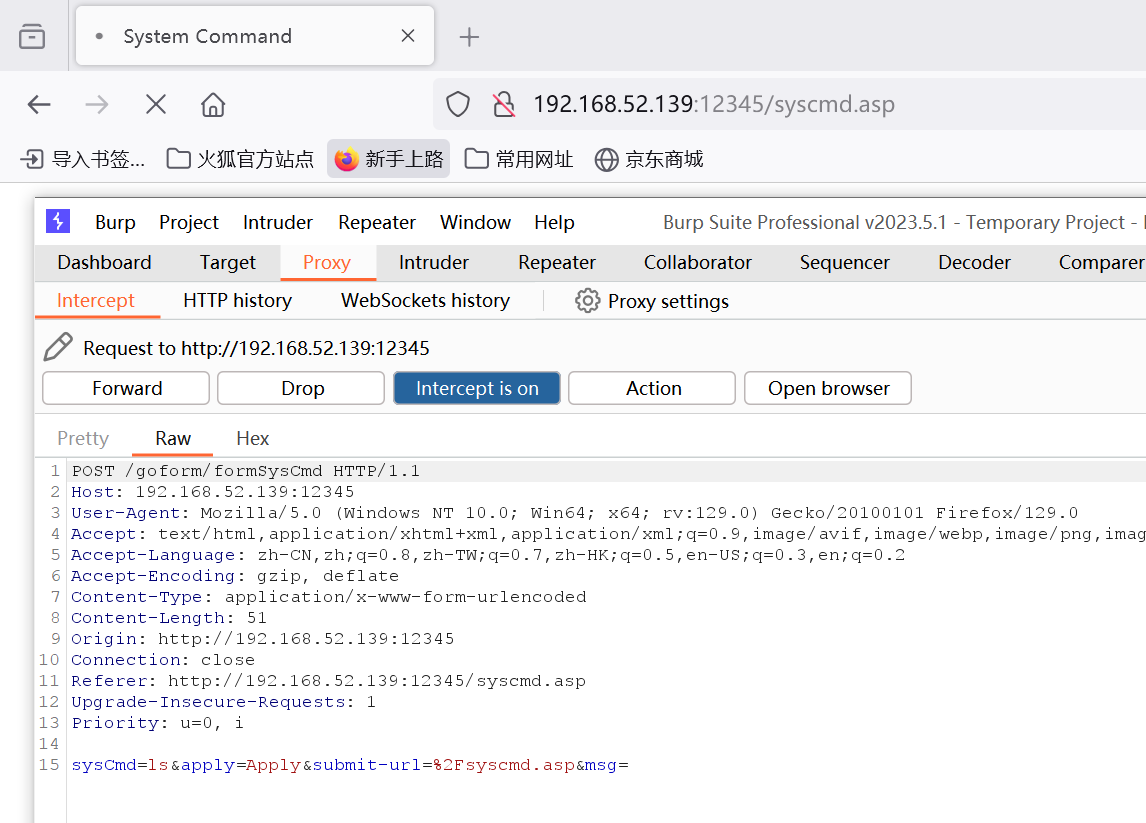 System Command
192.168.52.139:12345/syscmd.asp
导入书签... 火狐官方站点 新手上路 常用网址 京东商城
Burp Project Intruder Repeater Window Help Burp Suite Professional v2023.5.1 - Temporary Project -
Dashboard Target Proxy Intruder Repeater Collaborator Sequencer Decoder Comparer
Intercept HTTP history WebSockets history Proxy settings
Request to http://192.168.52.139:12345
Forward Drop Intercept is on Action Open browser
Pretty Raw Hex
1 POST /goform/formSysCmd HTTP/1.1
2 Host: 192.168.52.139:12345
3 User-Agent: Mozilla/5.0 (Windows NT 10.0; Win64; x64; rv:129.0) Gecko/20100101 Firefox/129.0
4 Accept: text/html,application/xhtml+xml,application/xml;q=0.9,image/avif,image/webp,image/png,imag
5 Accept-Language: zh-CN,zh;q=0.8,zh-TW;q=0.7,zh-HK;q=0.5,en-US;q=0.3,en;q=0.2
6 Accept-Encoding: gzip, deflate
7 Content-Type: application/x-www-form-urlencoded
8 Content-Length: 51
9 Origin: http://192.168.52.139:12345
10 Connection: close
11 Referer: http://192.168.52.139:12345/syscmd.asp
12 Upgrade-Insecure-Requests: 1
13 Priority: u=0, i
14
15 sysCmd=ls&apply=Apply&submit-url=%2Fsyscmd.asp&msg=